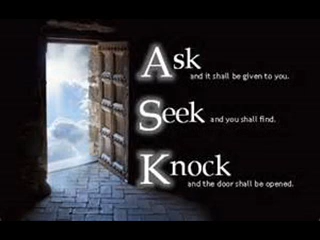 Ask
and it shall be given to you.
Seek and you shall find.
Knock
and the door shall be opened.